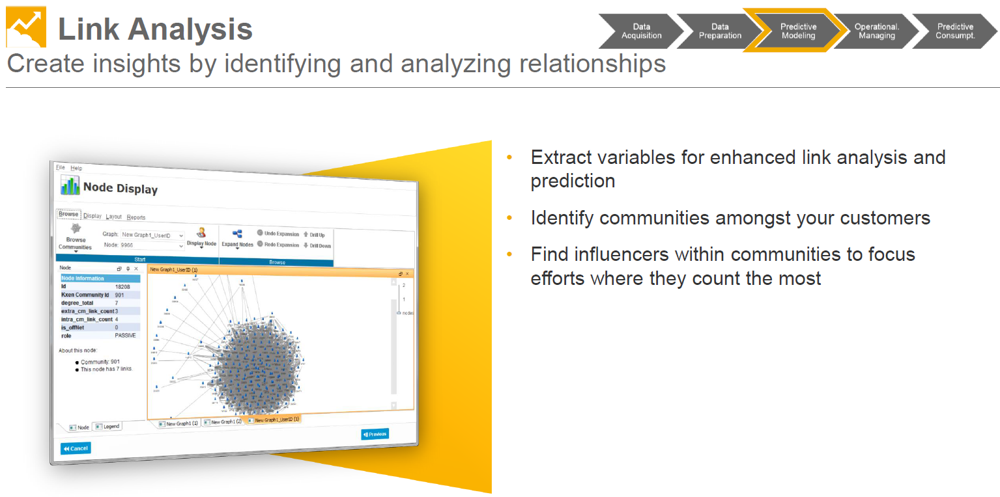 Link Analysis
Create insights by identifying and analyzing relationships
Data
Acquisition
Data
Preparation
Predictive
Modeling
Operational.
Managing
Predictive
Consumpt.
File Help
Node Display
Browse Display Layout Reports
Browse
Communities
Graph: New Graph1_UserID
Node: 9966
Display Node
Expand Nodes
Undo Expansion Drill Up
Redo Expansion Drill Down
Start
Browse
Node
Node Information
Id 18208
Kxen Community Id 901
degree_total 7
extra_cm_link_count 3
intra_cm_link_count 4
is_offNet 0
role PASSIVE
About this node:
● Community: 901
● This node has 7 links.
New Graph1_UserID (1)
2
1
nodes
Node Legend
New Graph1 (1) New Graph1 (2) New Graph1_UserID (1)
Previous
Cancel
• Extract variables for enhanced link analysis and
prediction
• Identify communities amongst your customers
• Find influencers within communities to focus
efforts where they count the most